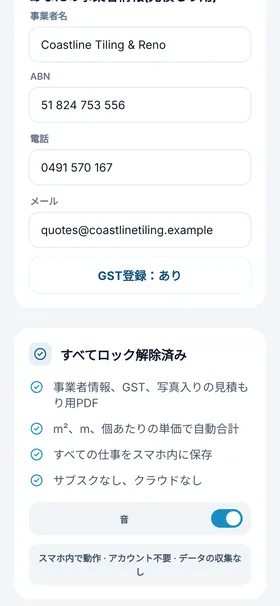 事業者名
Coastline Tiling & Reno
ABN
51 824 753 556
電話
0491 570 167
メール
quotes@coastlinetiling.example
GST登録：あり
すべてロック解除済み
事業者情報、GST、写真入りの見積も
り用PDF
m²、m、個あたりの単価で自動合計
すべての仕事をスマホ内に保存
サブスクなし、クラウドなし
音
スマホ内で動作 · アカウント不要 · データの収集な
し